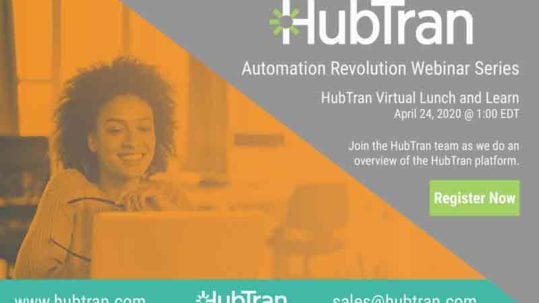 HubTran
Automation Revolution Webinar Series
HubTran Virtual Lunch and Learn
April 24, 2020 @ 1:00 EDT
Join the HubTran team as we do an
overview of the HubTran platform.
Register Now
www.hubtran.com HubTran sales@hubtran.com